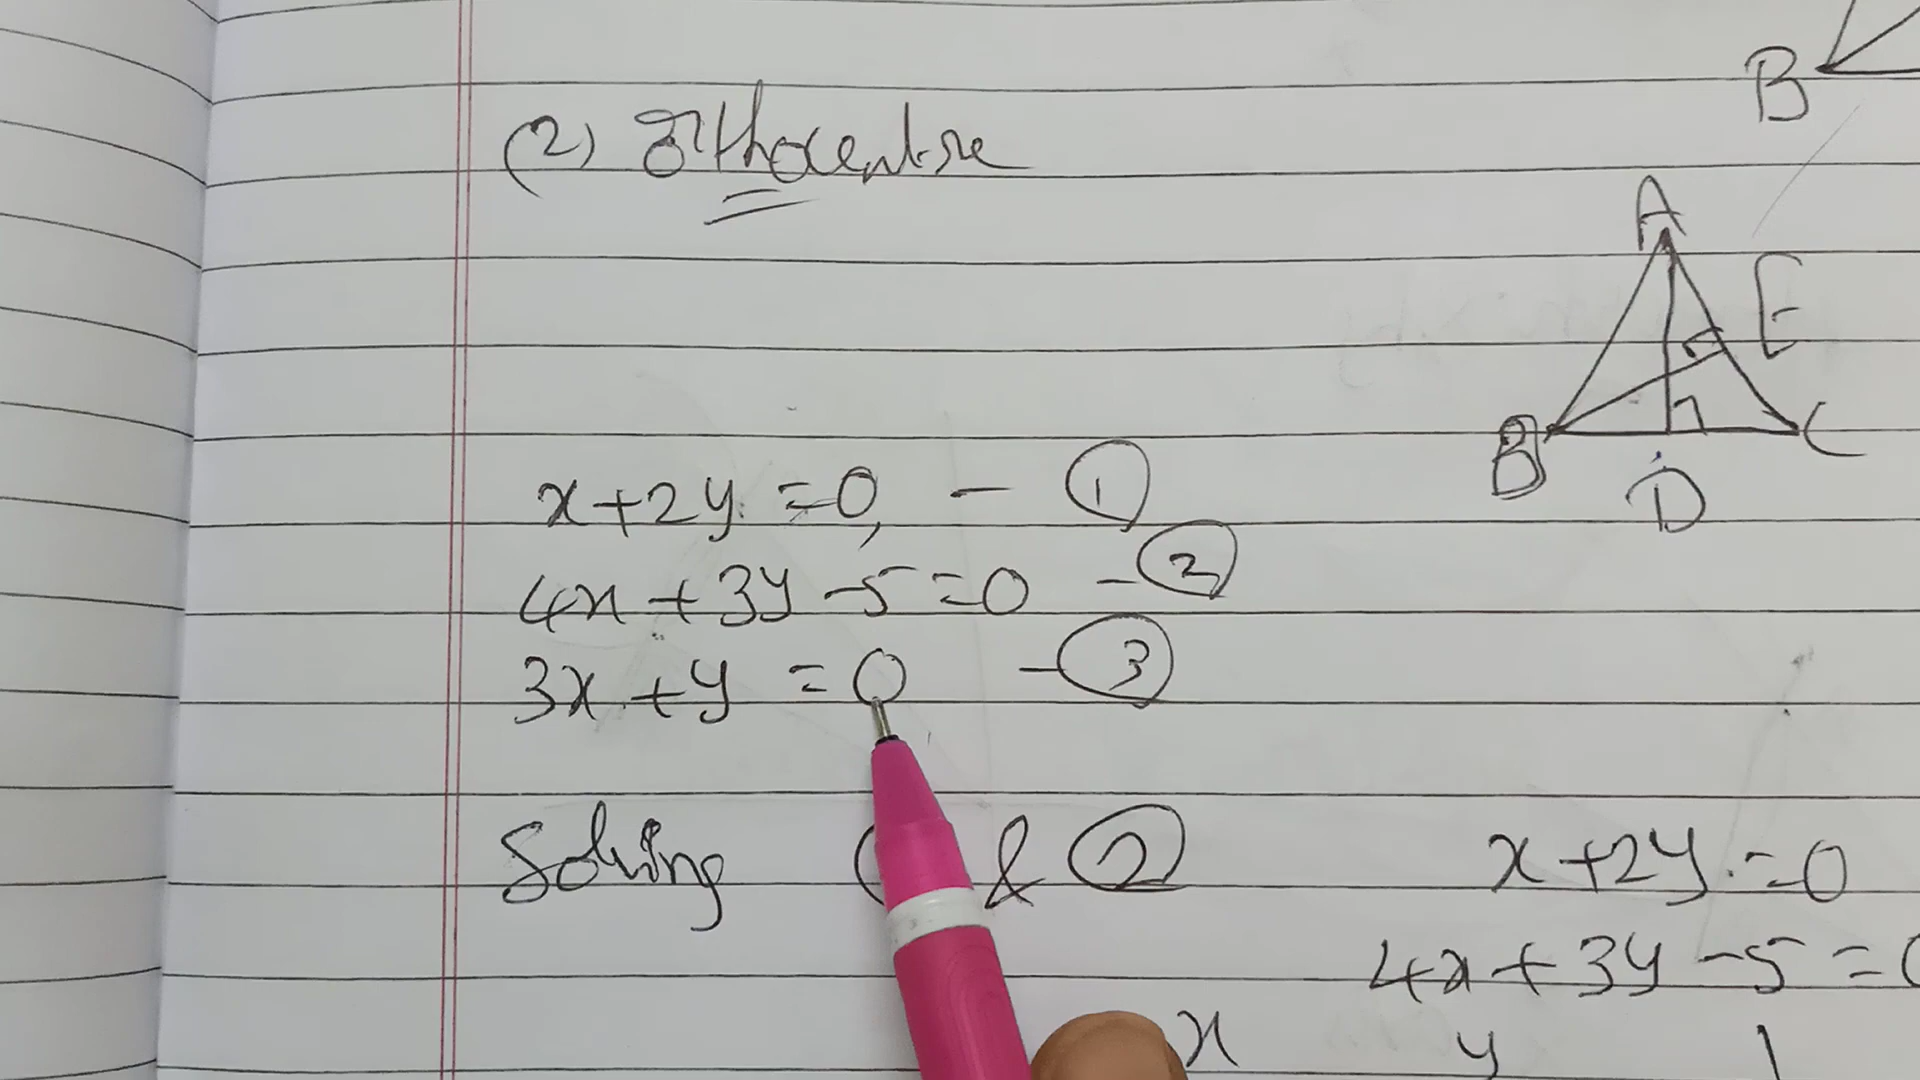 (2) Orthocentre
B
A
E
B
D
C
x+2y = 0, - ①
4x + 3y - 5 = 0 - ②
3x + y = 0 - ③
Solving & ②
x + 2y = 0
4x + 3y - 5 = 0
x y 1